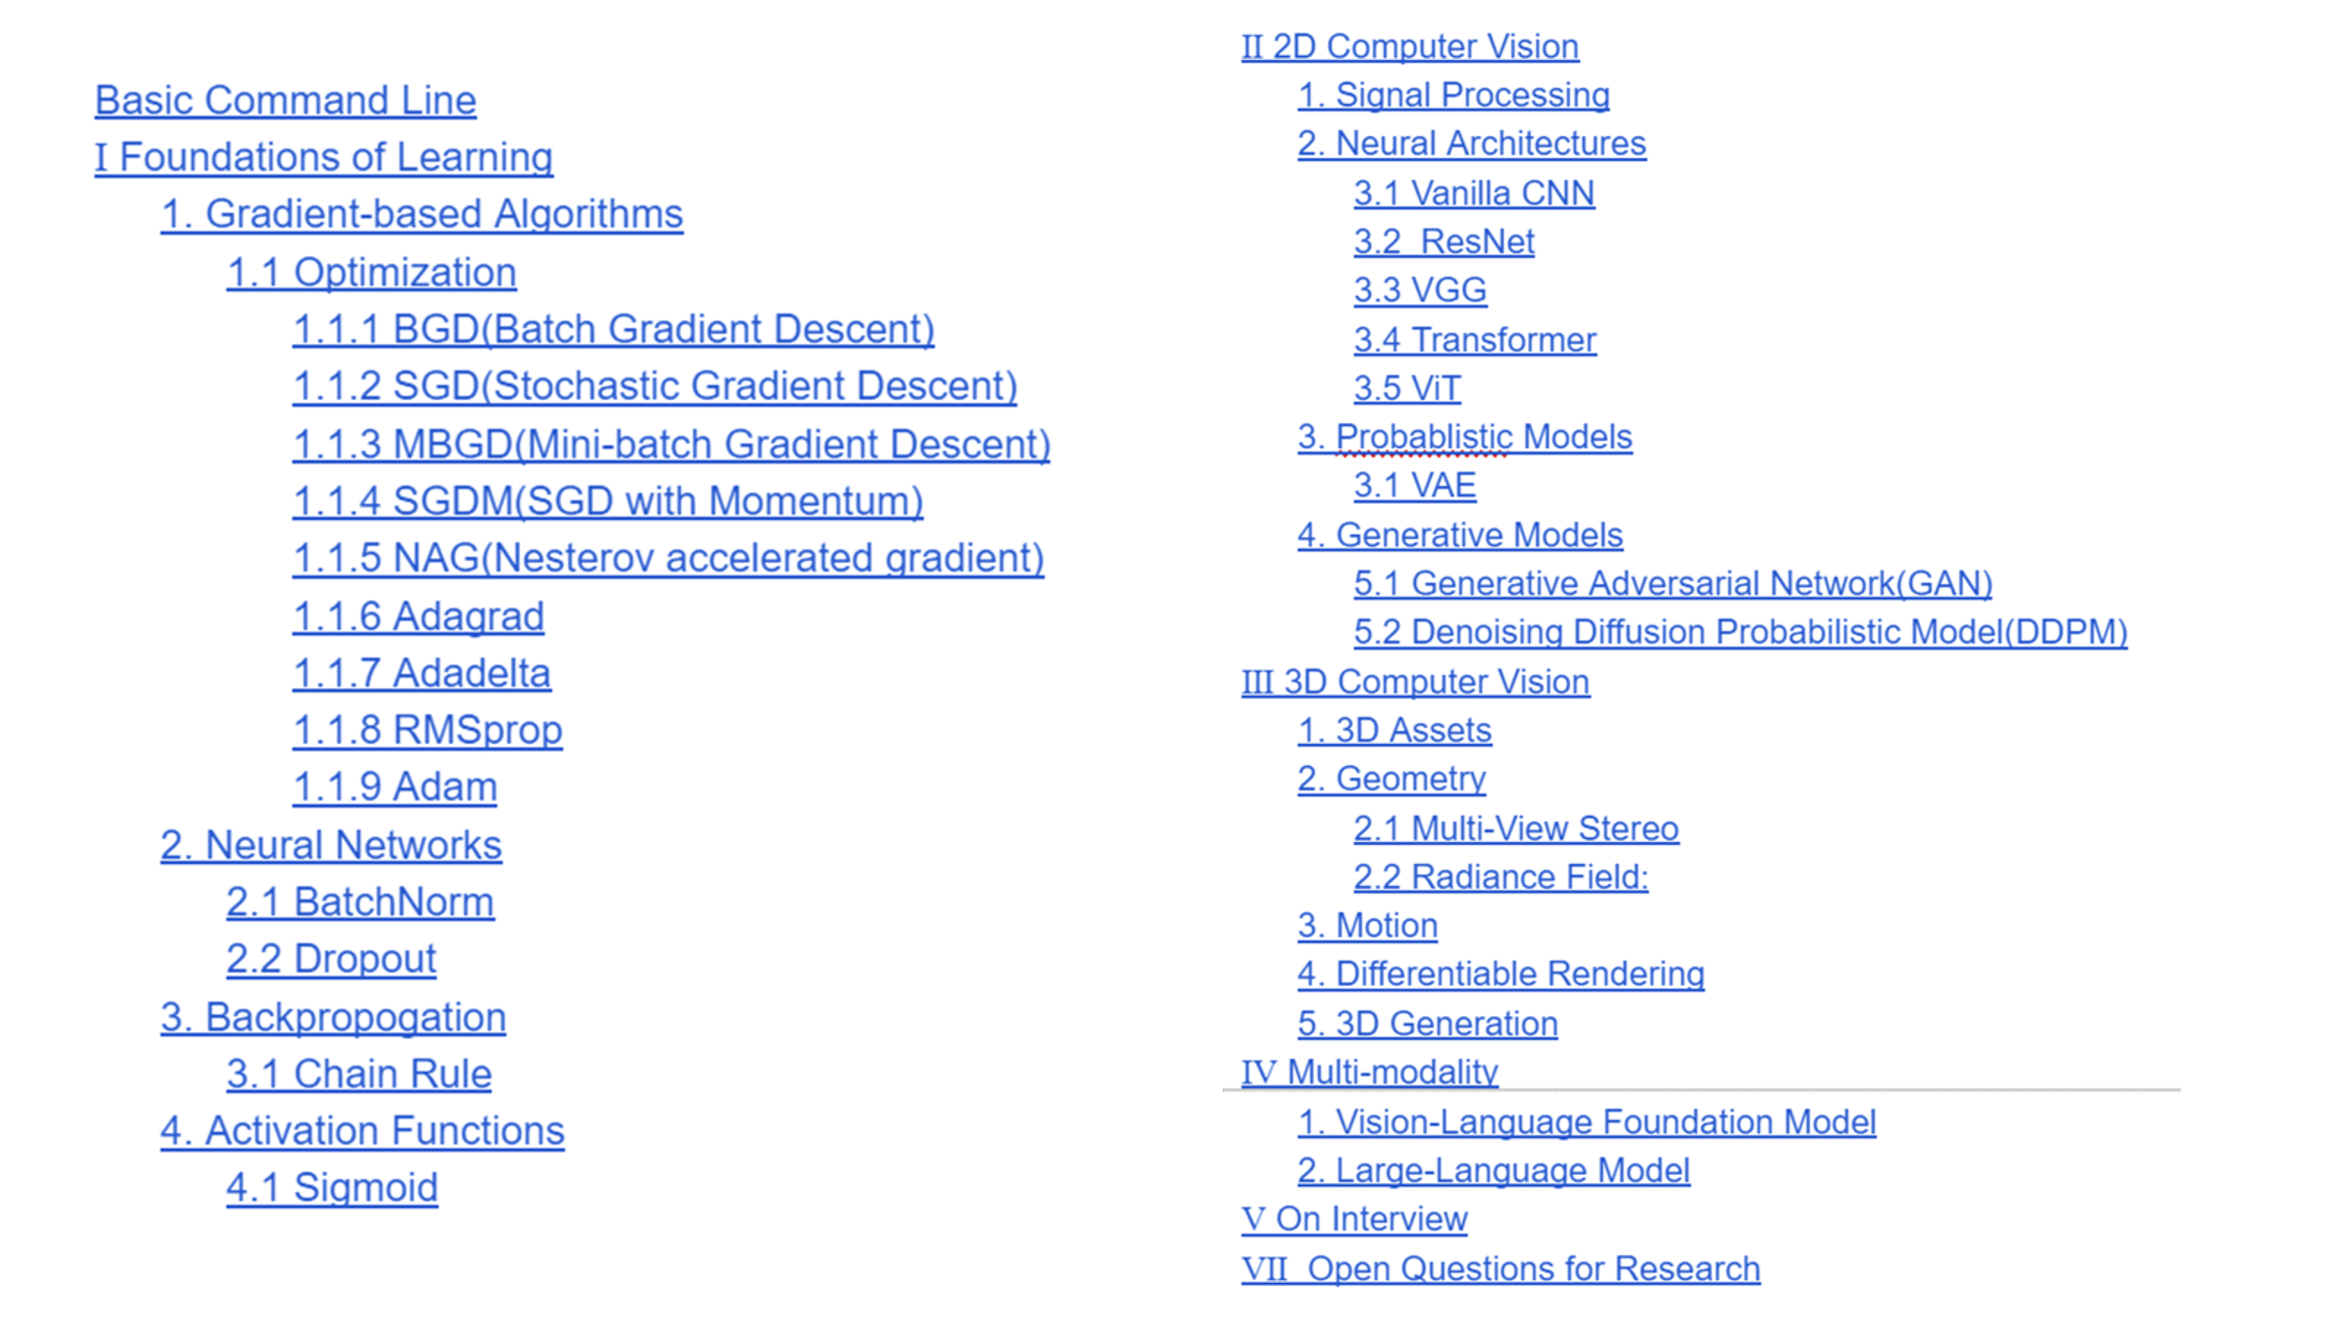 Basic Command Line
I Foundations of Learning
1. Gradient-based Algorithms
1.1 Optimization
1.1.1 BGD(Batch Gradient Descent)
1.1.2 SGD(Stochastic Gradient Descent)
1.1.3 MBGD(Mini-batch Gradient Descent)
1.1.4 SGDM(SGD with Momentum)
1.1.5 NAG(Nesterov accelerated gradient)
1.1.6 Adagrad
1.1.7 Adadelta
1.1.8 RMSprop
1.1.9 Adam
2. Neural Networks
2.1 BatchNorm
2.2 Dropout
3. Backpropogation
3.1 Chain Rule
4. Activation Functions
4.1 Sigmoid
II 2D Computer Vision
1. Signal Processing
2. Neural Architectures
3.1 Vanilla CNN
3.2  ResNet
3.3 VGG
3.4 Transformer
3.5 ViT
3. Probablistic Models
3.1 VAE
4. Generative Models
5.1 Generative Adversarial Network(GAN)
5.2 Denoising Diffusion Probabilistic Model(DDPM)
III 3D Computer Vision
1. 3D Assets
2. Geometry
2.1 Multi-View Stereo
2.2 Radiance Field:
3. Motion
4. Differentiable Rendering
5. 3D Generation
IV Multi-modality
1. Vision-Language Foundation Model
2. Large-Language Model
V On Interview
VII  Open Questions for Research